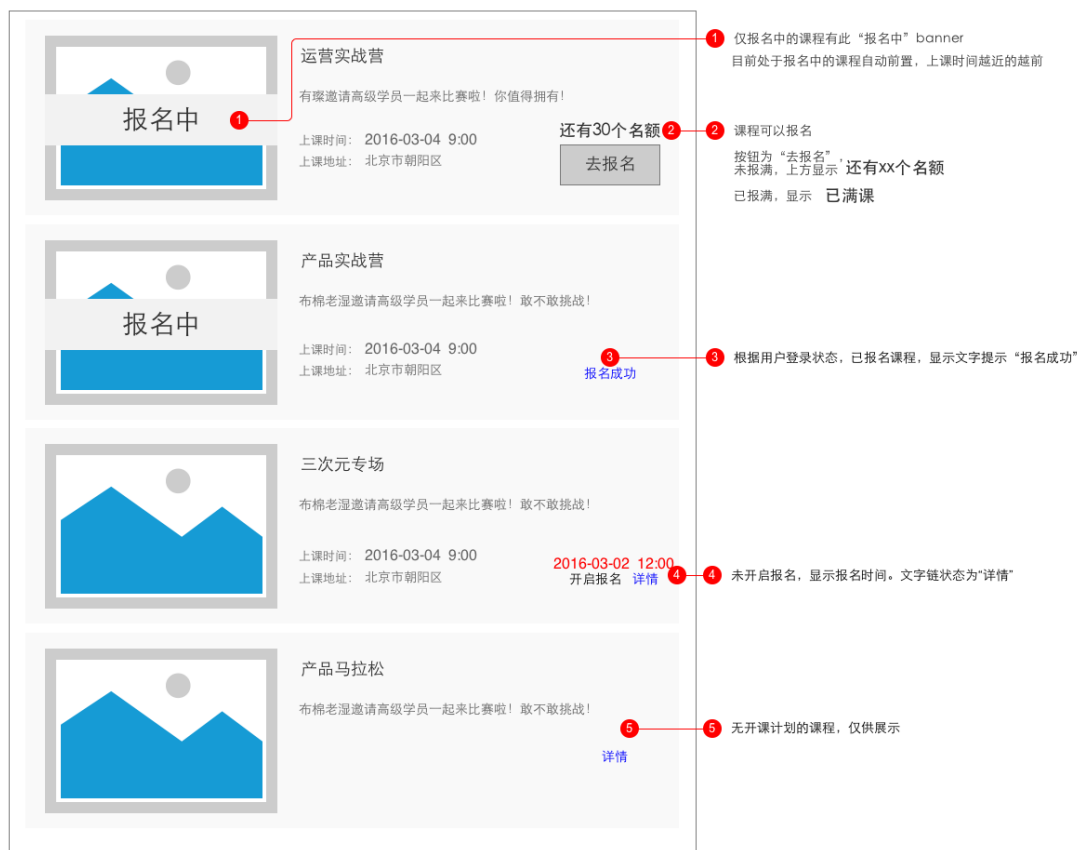 运营实战营
有璨邀请高级学员一起来比赛啦！你值得拥有！
报名中
1
上课时间： 2016-03-04 9:00
上课地址： 北京市朝阳区
还有30个名额
2
去报名
1 仅报名中的课程有此“报名中”banner
目前处于报名中的课程自动前置，上课时间越近的越前
2 课程可以报名
按钮为“去报名”，
未报满，上方显示 还有xx个名额
已报满，显示 已满课
产品实战营
布棉老湿邀请高级学员一起来比赛啦！敢不敢挑战！
报名中
上课时间： 2016-03-04 9:00
上课地址： 北京市朝阳区
3
报名成功
3 根据用户登录状态，已报名课程，显示文字提示“报名成功”
三次元专场
布棉老湿邀请高级学员一起来比赛啦！敢不敢挑战！
上课时间： 2016-03-04 9:00
上课地址： 北京市朝阳区
2016-03-02 12:00
开启报名 详情
4
4 未开启报名，显示报名时间。文字链状态为“详情”
产品马拉松
布棉老湿邀请高级学员一起来比赛啦！敢不敢挑战！
5
详情
5 无开课计划的课程，仅供展示